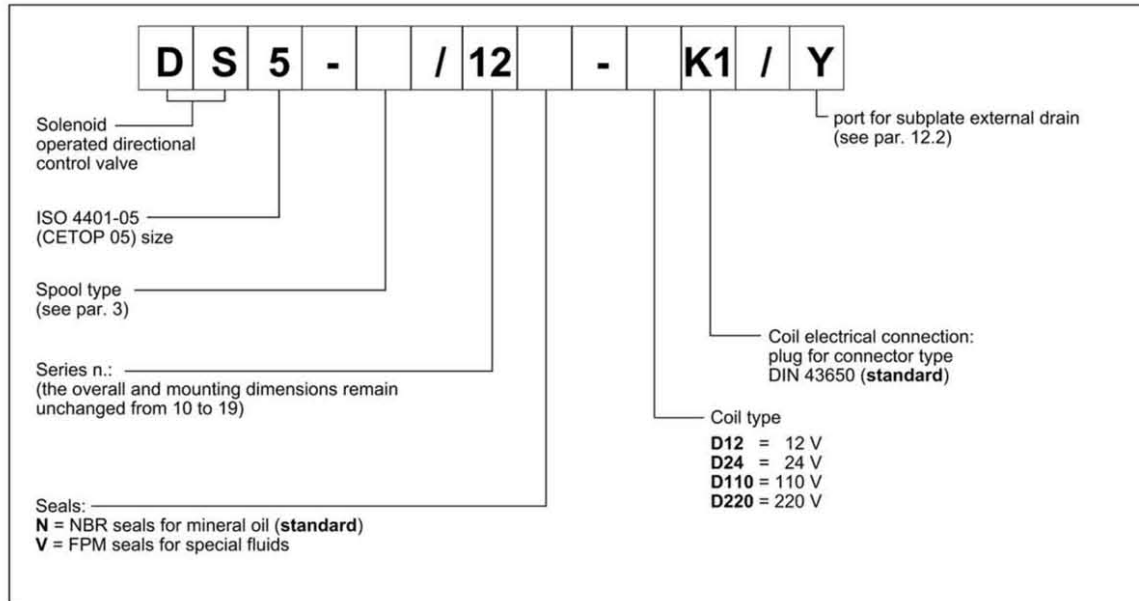 D S 5 - / 12 - K1 / Y
Solenoid
operated directional
control valve
port for subplate external drain
(see par. 12.2)
ISO 4401-05
(CETOP 05) size
Spool type
(see par. 3)
Series n.:
(the overall and mounting dimensions remain
unchanged from 10 to 19)
Coil electrical connection:
plug for connector type
DIN 43650 (standard)
Coil type
D12 = 12 V
D24 = 24 V
D110 = 110 V
D220 = 220 V
Seals:
N = NBR seals for mineral oil (standard)
V = FPM seals for special fluids